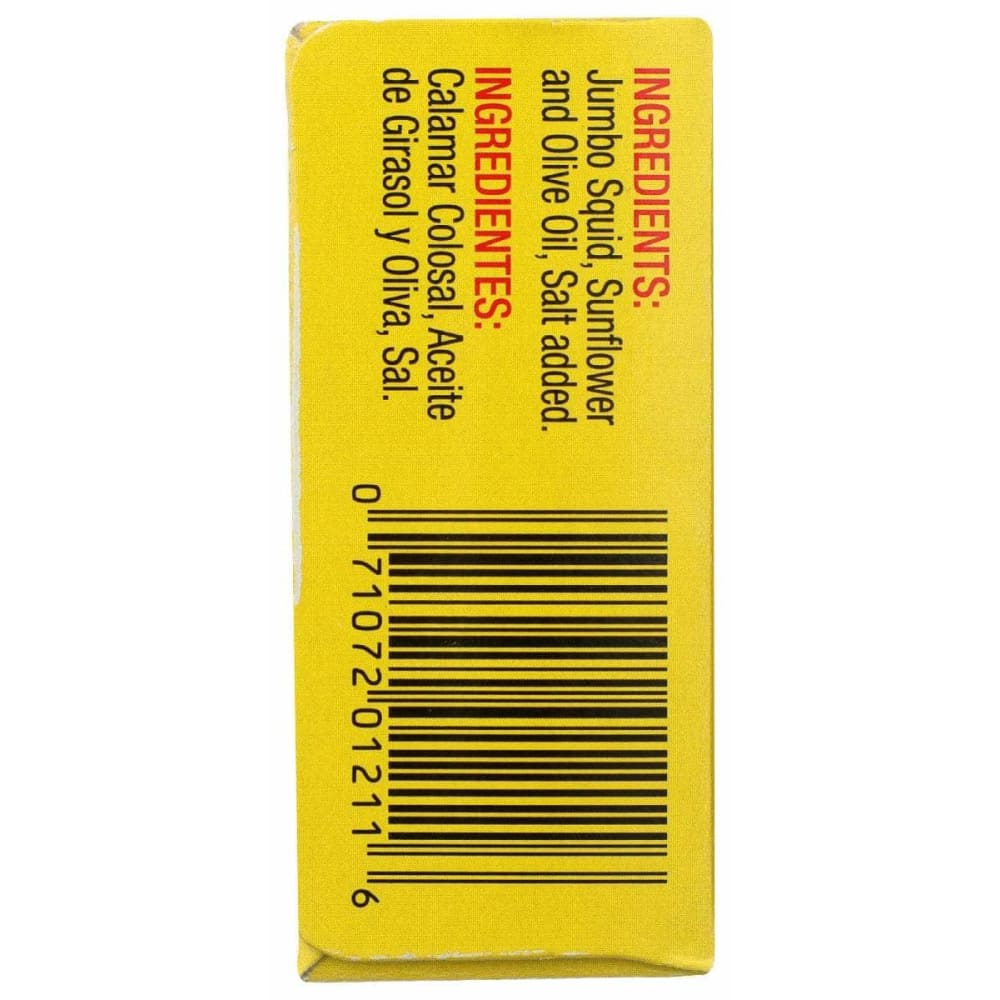 INGREDIENTS:
Jumbo Squid, Sunflower
and Olive Oil, Salt added.
INGREDIENTES:
Calamar Colosal, Aceite
de Girasol y Oliva, Sal.
0 71072 01211 6